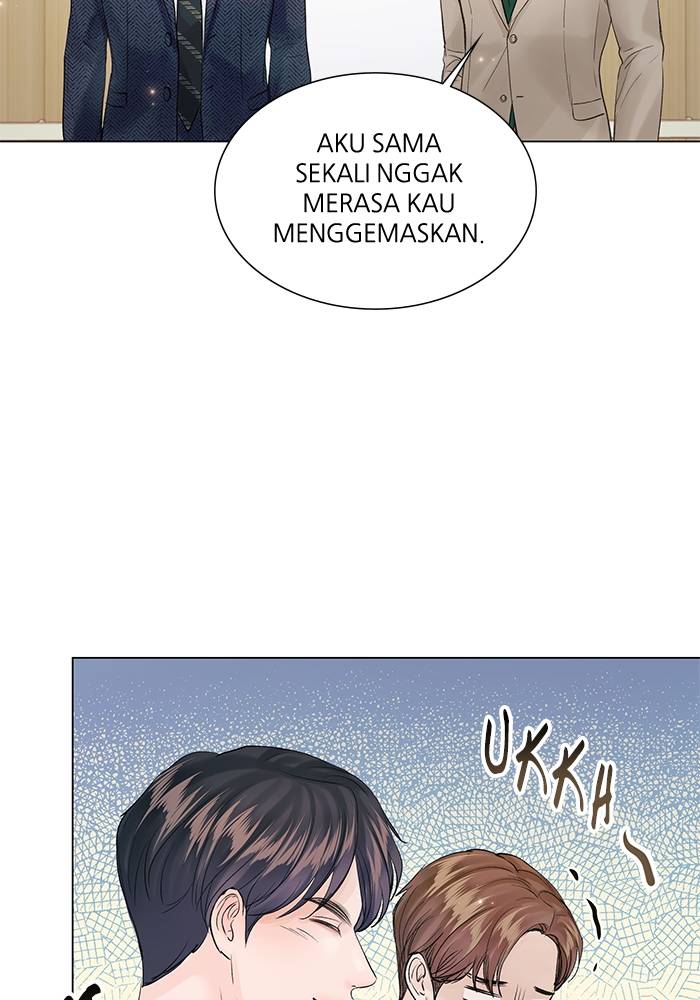 AKU SAMA
SEKALI NGGAK
MERASA KAU
MENGGEMASKAN.
UKKH